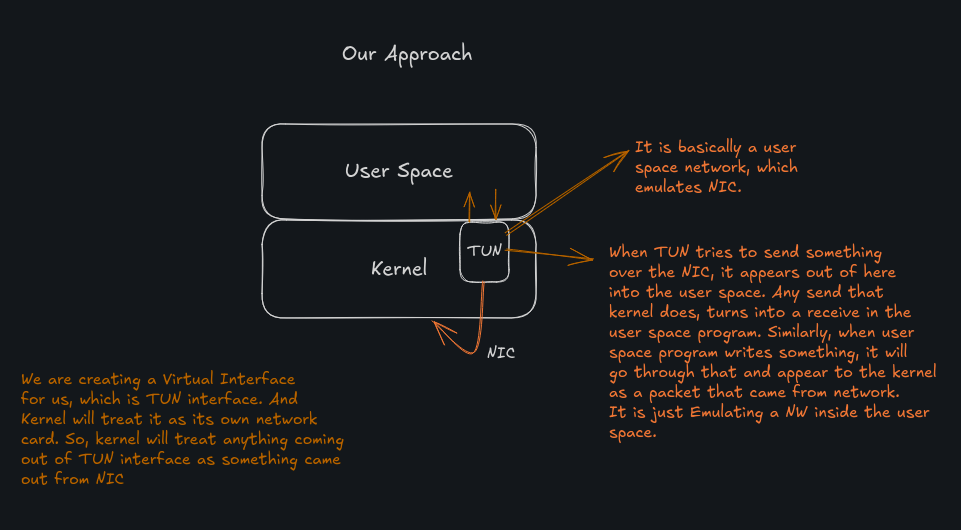 Our Approach
User Space
It is basically a user
space network, which
emulates NIC.
TUN
Kernel
When TUN tries to send something
over the NIC, it appears out of here
into the user space. Any send that
kernel does, turns into a receive in the
user space program. Similarly, when user
space program writes something, it will
go through that and appear to the kernel
as a packet that came from network.
It is just Emulating a NW inside the user
space.
NIC
We are creating a Virtual Interface
for us, which is TUN interface. And
Kernel will treat it as its own network
card. So, kernel will treat anything coming
out of TUN interface as something came
out from NIC